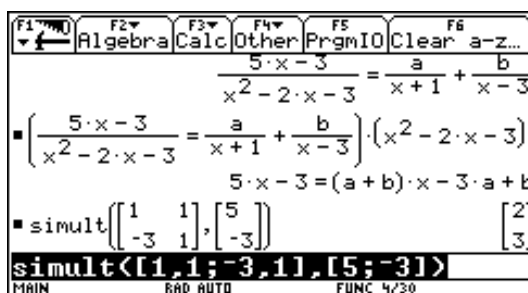 F1 F2 F3 F4 F5 F6
Algebra Calc Other PrgmIO Clear a-z...
5·x-3/x²-2·x-3 = a/x+1 + b/x-3
▪(5·x-3/x²-2·x-3 = a/x+1 + b/x-3)·(x²-2·x-3)
5·x-3=(a+b)·x-3·a+b
▪simult([1 1; -3 1],[5; -3]) [2; 3
simult([1,1;-3,1],[5;-3])
MAIN RAD AUTO FUNC 4/30